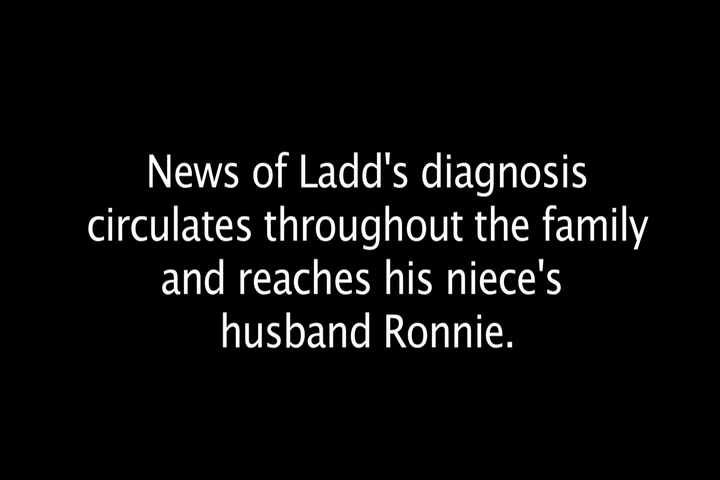 News of Ladd's diagnosis
circulates throughout the family
and reaches his niece's
husband Ronnie.